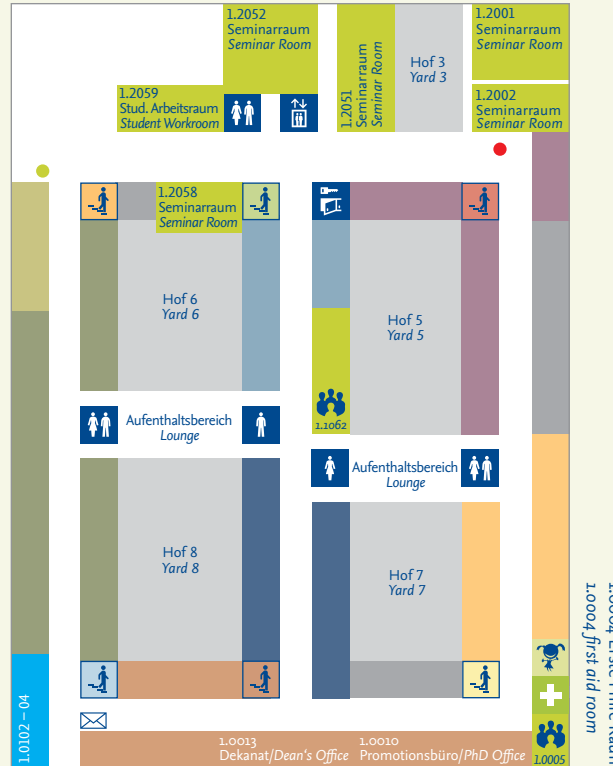 1.2052
Seminarraum
Seminar Room
1.2051
Seminarraum
Seminar Room
Hof 3
Yard 3
1.2001
Seminarraum
Seminar Room
1.2059
Stud. Arbeitsraum
Student Workroom
1.2002
Seminarraum
Seminar Room
1.2058
Seminarraum
Seminar Room
Hof 6
Yard 6
Hof 5
Yard 5
1.1062
Aufenthaltsbereich
Lounge
Aufenthaltsbereich
Lounge
Hof 8
Yard 8
Hof 7
Yard 7
1.0004 first aid room
1.0102 – 04
1.0013
Dekanat/Dean's Office
1.0010
Promotionsbüro/PhD Office
1.0005